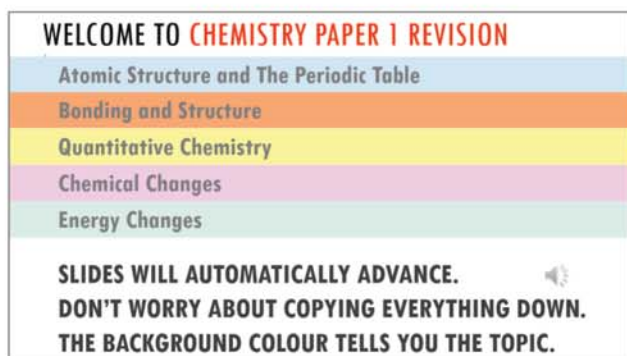 WELCOME TO CHEMISTRY PAPER 1 REVISION
Atomic Structure and The Periodic Table
Bonding and Structure
Quantitative Chemistry
Chemical Changes
Energy Changes
SLIDES WILL AUTOMATICALLY ADVANCE.
DON'T WORRY ABOUT COPYING EVERYTHING DOWN.
THE BACKGROUND COLOUR TELLS YOU THE TOPIC.